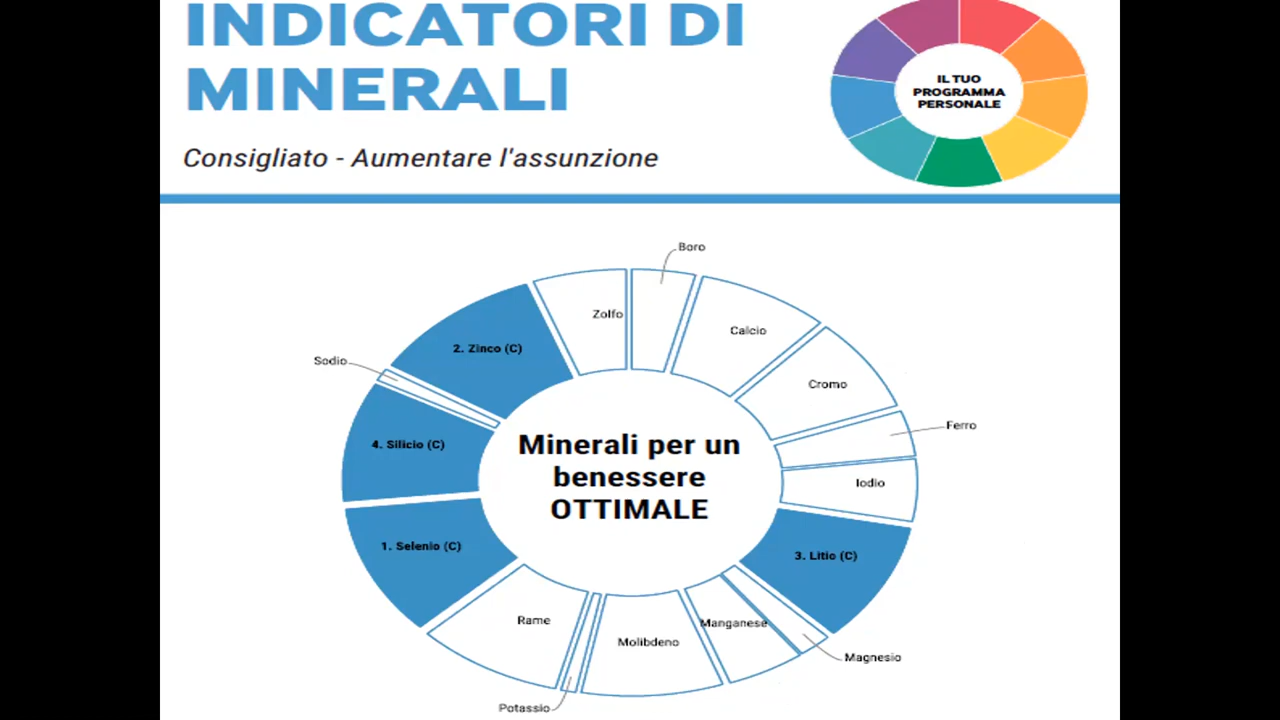 INDICATORI DI
MINERALI
Consigliato - Aumentare l'assunzione
IL TUO
PROGRAMMA
PERSONALE
Boro
Zolfo
Calcio
2. Zinco (C)
Sodio
Cromo
Ferro
4. Silicio (C)
Minerali per un
benessere
OTTIMALE
Iodio
1. Selenio (C)
3. Litio (C)
Rame
Manganese
Molibdeno
Magnesio
Potassio